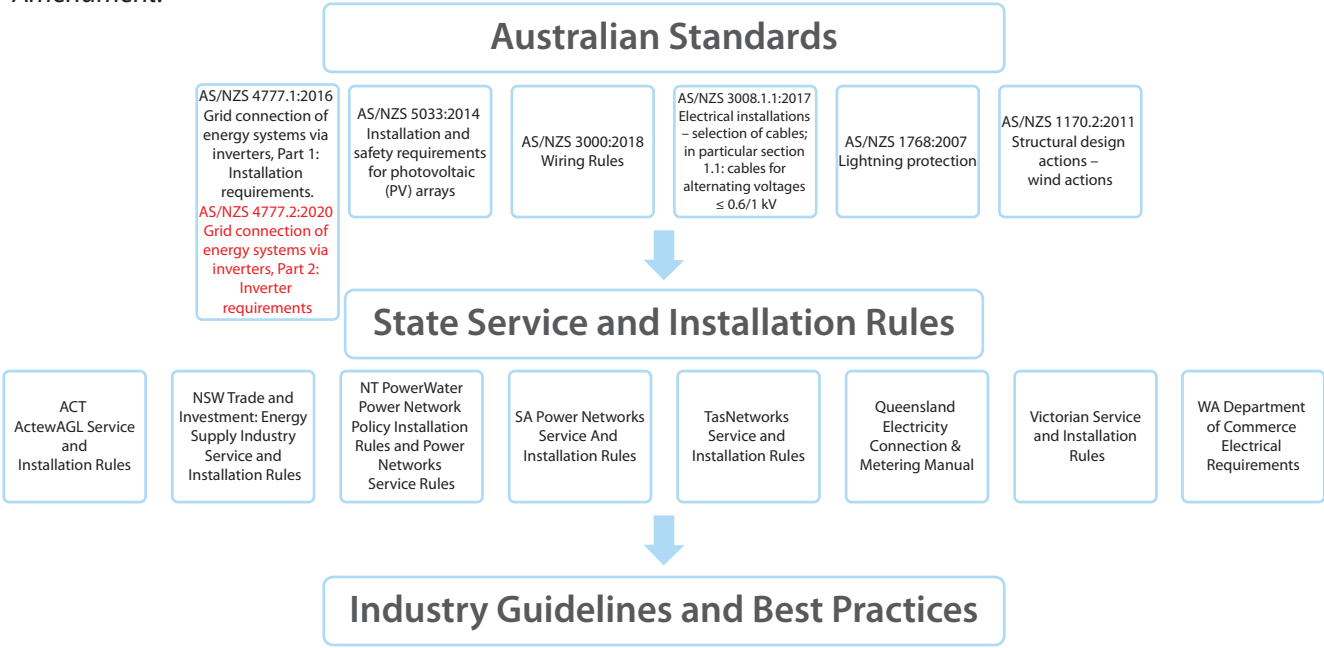 Amendment.
Australian Standards
AS/NZS 4777.1:2016
Grid connection of
energy systems via
inverters, Part 1:
Installation
requirements.
AS/NZS 4777.2:2020
Grid connection of
energy systems via
inverters, Part 2:
Inverter
requirements
AS/NZS 5033:2014
Installation and
safety requirements
for photovoltaic
(PV) arrays
AS/NZS 3000:2018
Wiring Rules
AS/NZS 3008.1.1:2017
Electrical installations
– selection of cables;
in particular section
1.1: cables for
alternating voltages
≤ 0.6/1 kV
AS/NZS 1768:2007
Lightning protection
AS/NZS 1170.2:2011
Structural design
actions –
wind actions
State Service and Installation Rules
ACT
ActewAGL Service
and
Installation Rules
NSW Trade and
Investment: Energy
Supply Industry
Service and
Installation Rules
NT PowerWater
Power Network
Policy Installation
Rules and Power
Networks
Service Rules
SA Power Networks
Service And
Installation Rules
TasNetworks
Service and
Installation Rules
Queensland
Electricity
Connection &
Metering Manual
Victorian Service
and Installation
Rules
WA Department
of Commerce
Electrical
Requirements
Industry Guidelines and Best Practices